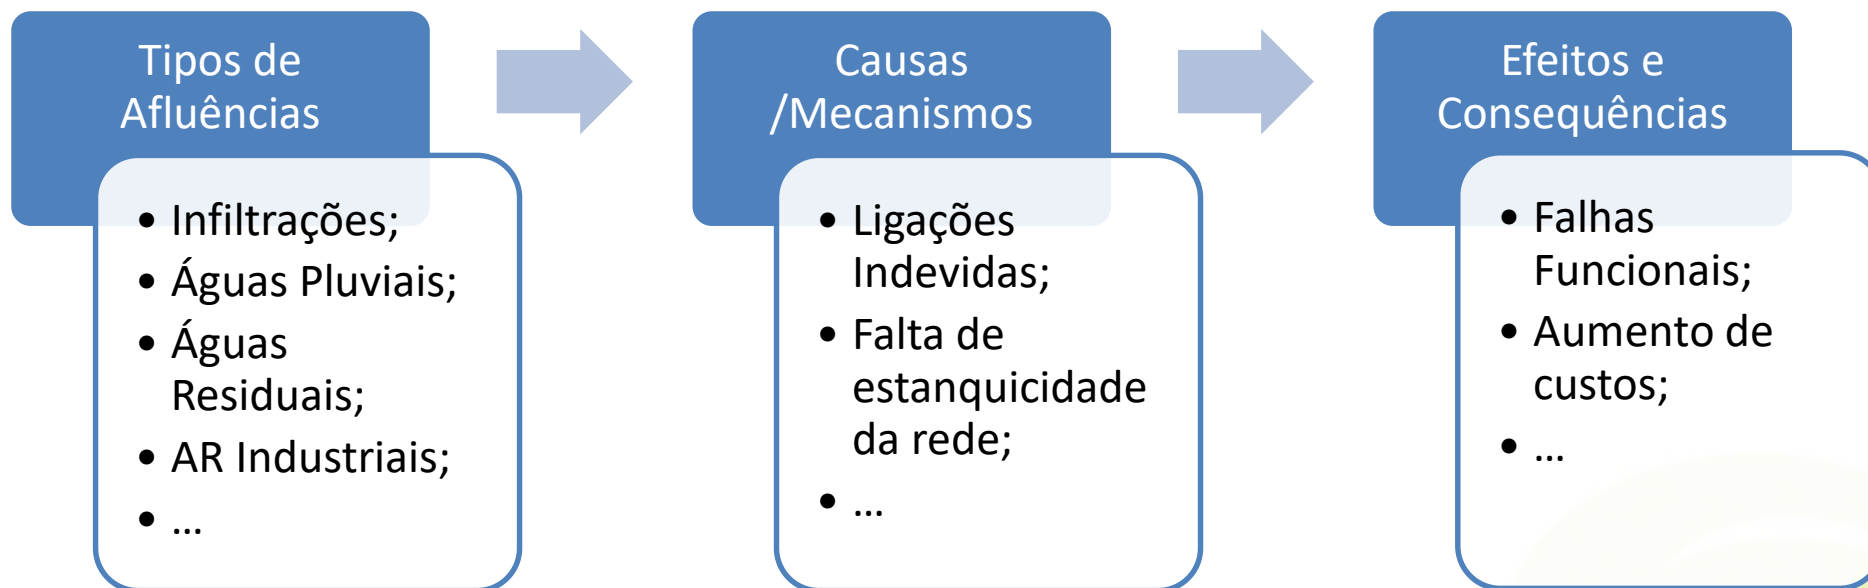 Tipos de
Afluências
• Infiltrações;
• Águas Pluviais;
• Águas
Residuais;
• AR Industriais;
• ...
Causas
/Mecanismos
• Ligações
Indevidas;
• Falta de
estanquicidade
da rede;
• ...
Efeitos e
Consequências
• Falhas
Funcionais;
• Aumento de
custos;
• ...